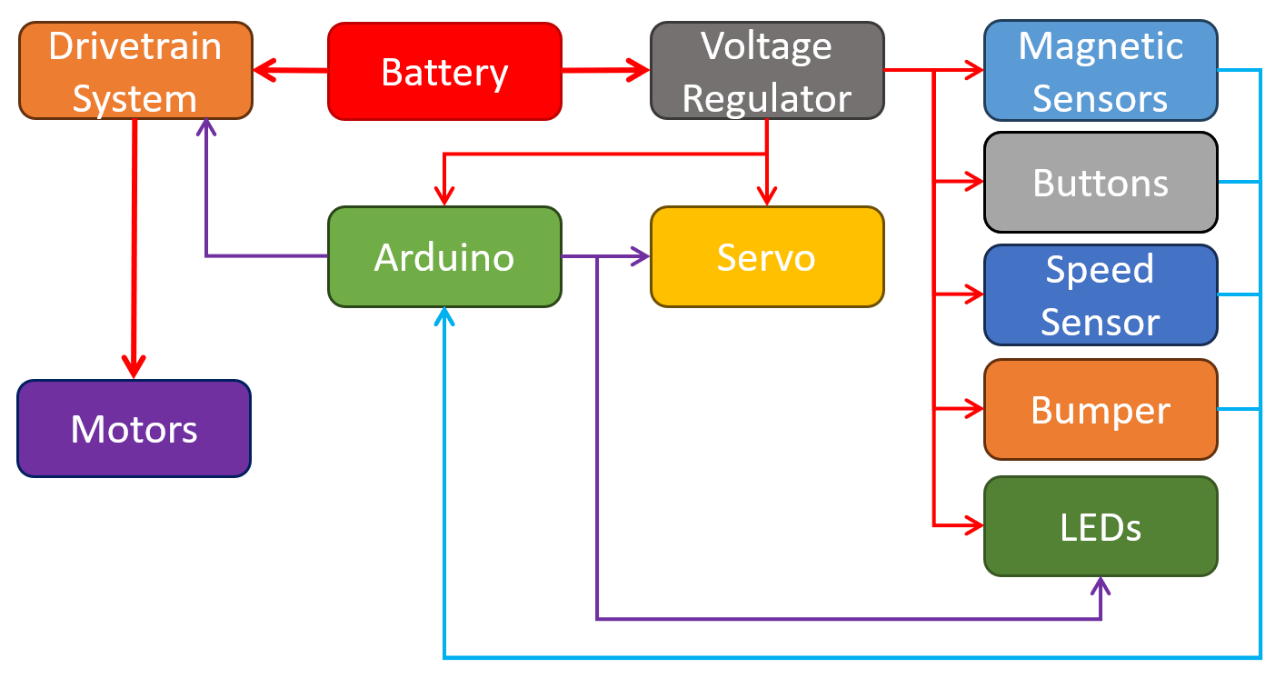 Drivetrain
System
Battery
Voltage
Regulator
Magnetic
Sensors
Buttons
Arduino
Servo
Speed
Sensor
Motors
Bumper
LEDs